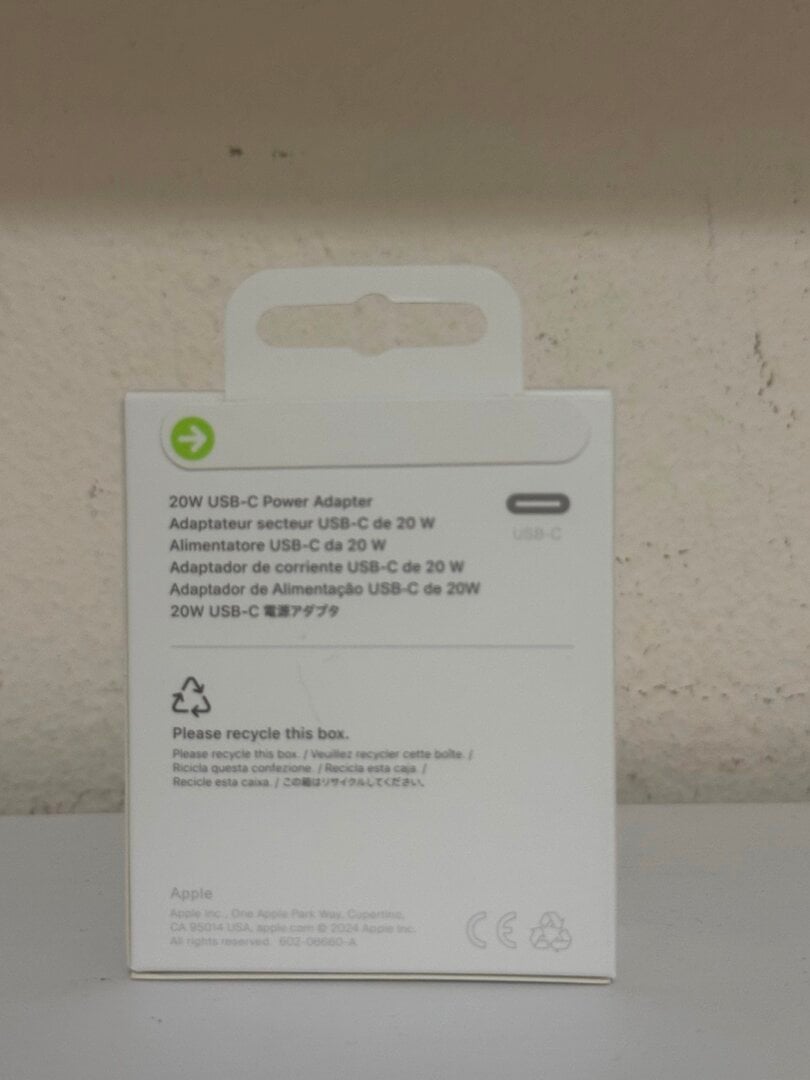 20W USB-C Power Adapter
Adaptateur secteur USB-C de 20 W
Alimentatore USB-C da 20 W
Adaptador de corriente USB-C de 20 W
Adaptador de Alimentação USB-C de 20W
20W USB-C 電源アダプタ
USB-C
Please recycle this box.
Please recycle this box. / Veuillez recycler cette boîte. /
Ricicla questa confezione. / Recicla esta caja. /
Recicle esta caixa. / この箱はリサイクルしてください。
Apple
Apple Inc., One Apple Park Way, Cupertino,
CA 95014 USA. apple.com © 2024 Apple Inc.
All rights reserved. 602-06660-A
CE